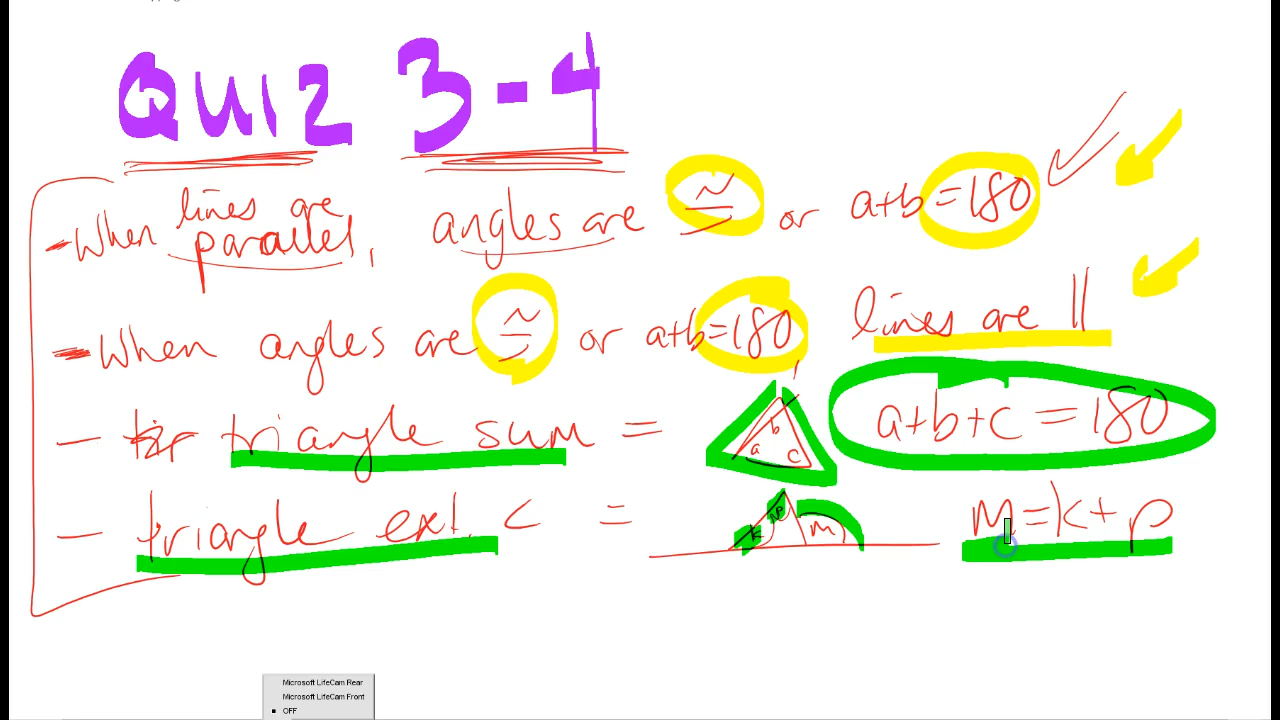 QUIZ 3-4
- When lines are parallel, angles are ≅ or a+b=180
- When angles are ≅ or a+b=180, lines are ||
- triangle sum = a b c a+b+c=180
- triangle ext. < = k p m m=k+p
Microsoft LifeCam Rear
Microsoft LifeCam Front
OFF